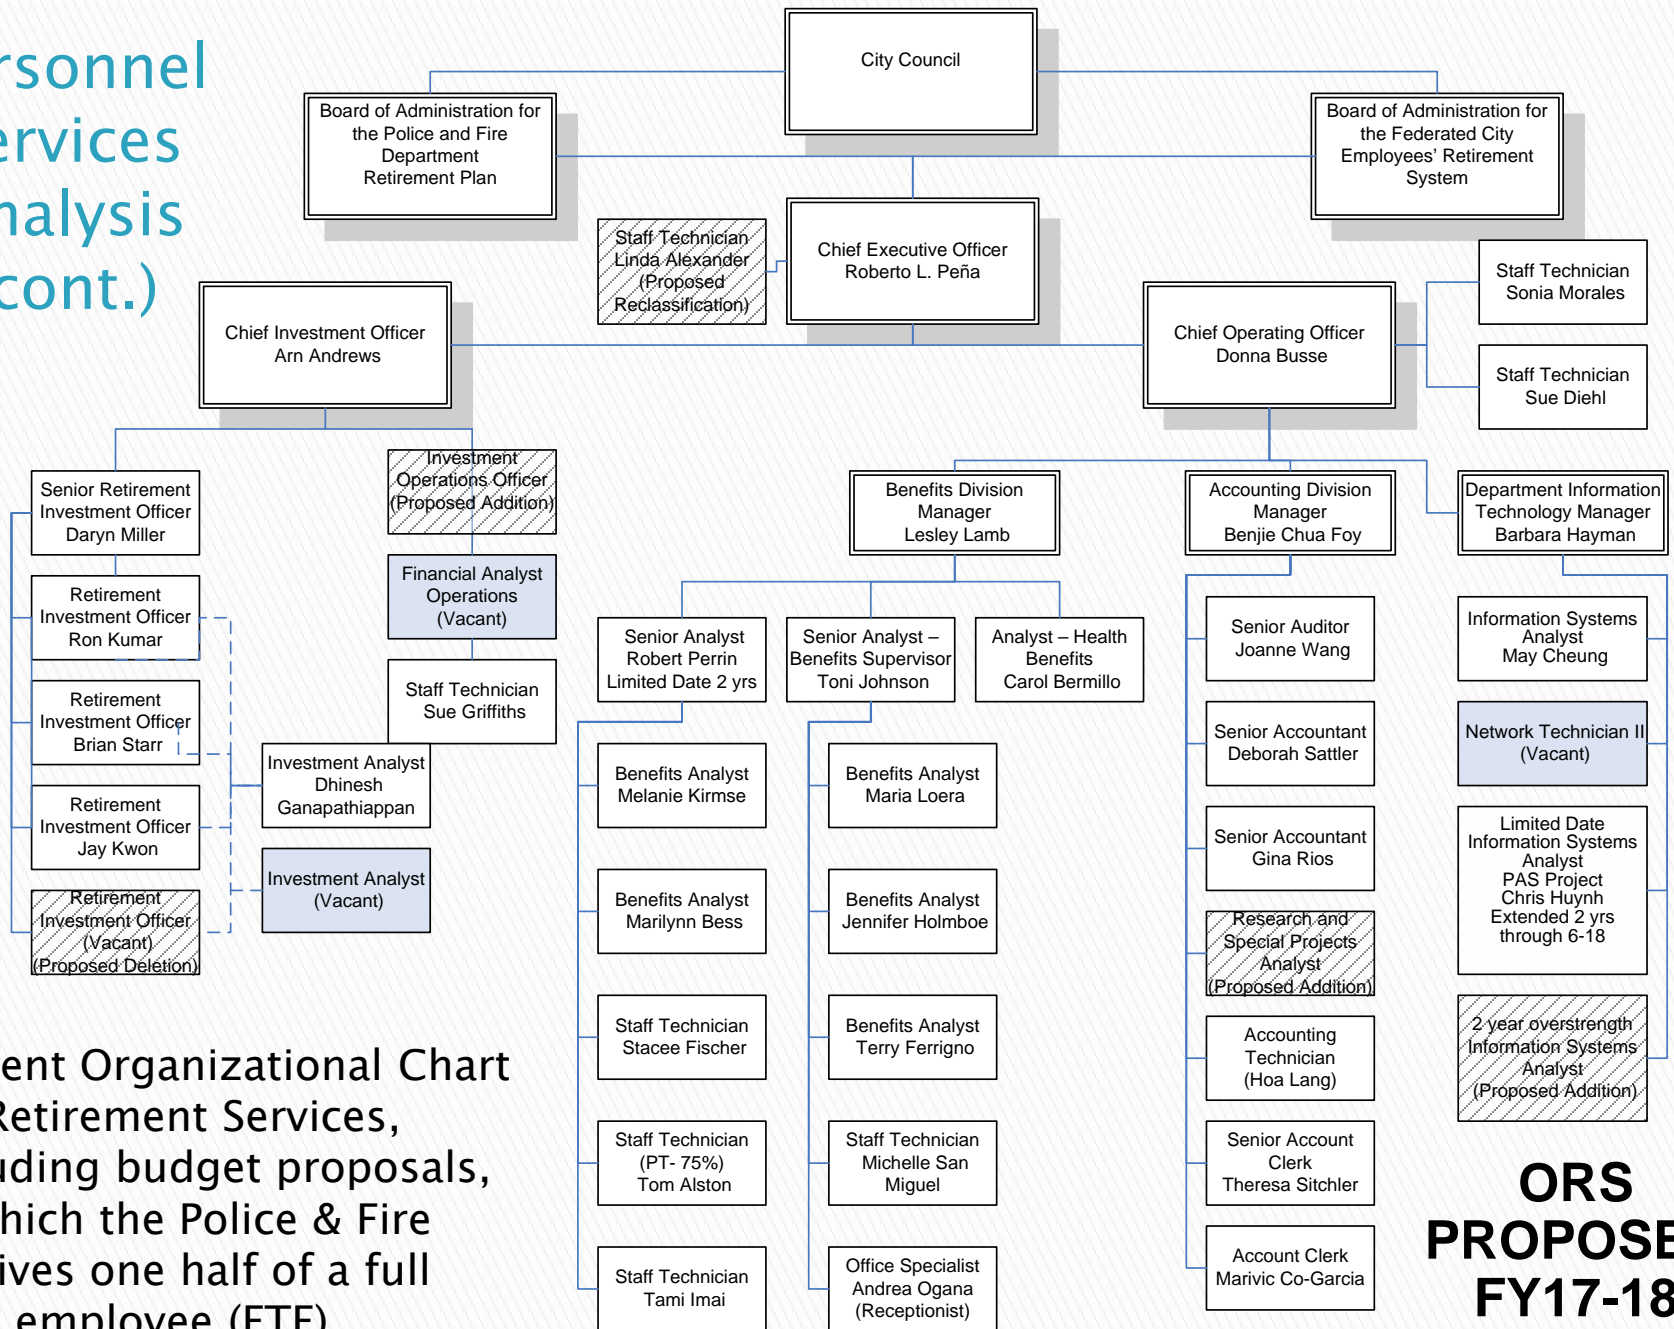 rsonnel
ervices
nalysis
cont.)
City Council
Board of Administration for
the Police and Fire
Department
Retirement Plan
Board of Administration for
the Federated City
Employees' Retirement
System
Staff Technician
Linda Alexander
(Proposed
Reclassification)
Chief Executive Officer
Roberto L. Peña
Staff Technician
Sonia Morales
Chief Investment Officer
Arn Andrews
Chief Operating Officer
Donna Busse
Staff Technician
Sue Diehl
Senior Retirement
Investment Officer
Daryn Miller
Investment
Operations Officer
(Proposed Addition)
Benefits Division
Manager
Lesley Lamb
Accounting Division
Manager
Benjie Chua Foy
Department Information
Technology Manager
Barbara Hayman
Retirement
Investment Officer
Ron Kumar
Financial Analyst
Operations
(Vacant)
Senior Analyst
Robert Perrin
Limited Date 2 yrs
Senior Analyst –
Benefits Supervisor
Toni Johnson
Analyst – Health
Benefits
Carol Bermillo
Senior Auditor
Joanne Wang
Information Systems
Analyst
May Cheung
Retirement
Investment Officer
Brian Starr
Staff Technician
Sue Griffiths
Senior Accountant
Deborah Sattler
Network Technician II
(Vacant)
Investment Analyst
Dhinesh
Ganapathiappan
Benefits Analyst
Melanie Kirmse
Benefits Analyst
Maria Loera
Retirement
Investment Officer
Jay Kwon
Senior Accountant
Gina Rios
Limited Date
Information Systems
Analyst
PAS Project
Chris Huynh
Extended 2 yrs
through 6-18
Investment Analyst
(Vacant)
Benefits Analyst
Marilynn Bess
Benefits Analyst
Jennifer Holmboe
Retirement
Investment Officer
(Vacant)
(Proposed Deletion)
Research and
Special Projects
Analyst
(Proposed Addition)
Staff Technician
Stacee Fischer
Benefits Analyst
Terry Ferrigno
Accounting
Technician
(Hoa Lang)
2 year overstrength
Information Systems
Analyst
(Proposed Addition)
Staff Technician
(PT- 75%)
Tom Alston
Staff Technician
Michelle San
Miguel
Senior Account
Clerk
Theresa Sitchler
Staff Technician
Tami Imai
Office Specialist
Andrea Ogana
(Receptionist)
Account Clerk
Marivic Co-Garcia
ent Organizational Chart
Retirement Services,
uding budget proposals,
hich the Police & Fire
ives one half of a full
employee (FTE)
ORS
PROPOSE
FY17-18